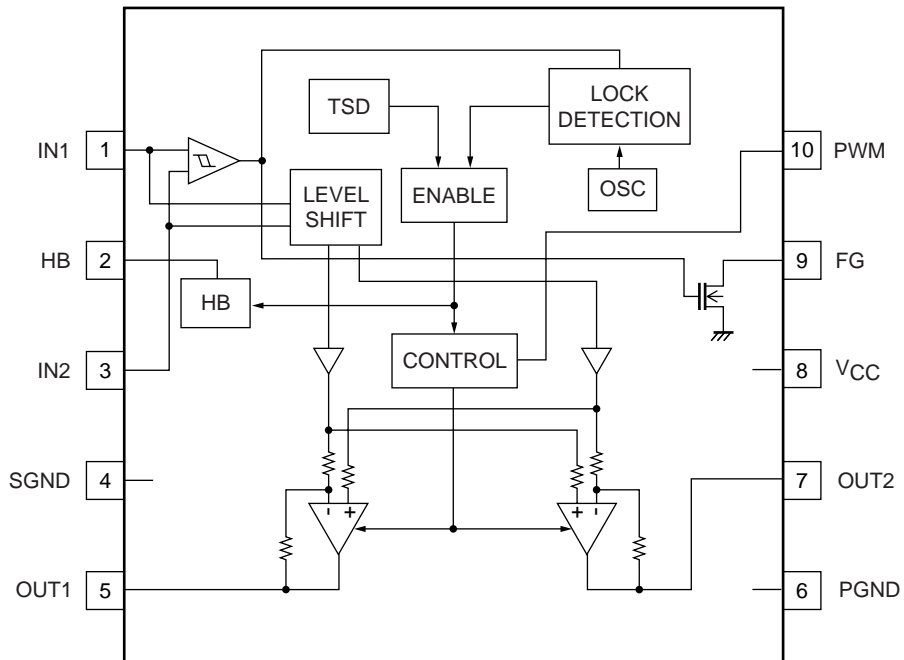 LOCK
DETECTION
TSD
IN1 1
10 PWM
OSC
LEVEL
SHIFT
ENABLE
HB 2
9 FG
HB
IN2 3
CONTROL
8 VCC
SGND 4
7 OUT2
- +
+ -
OUT1 5
6 PGND